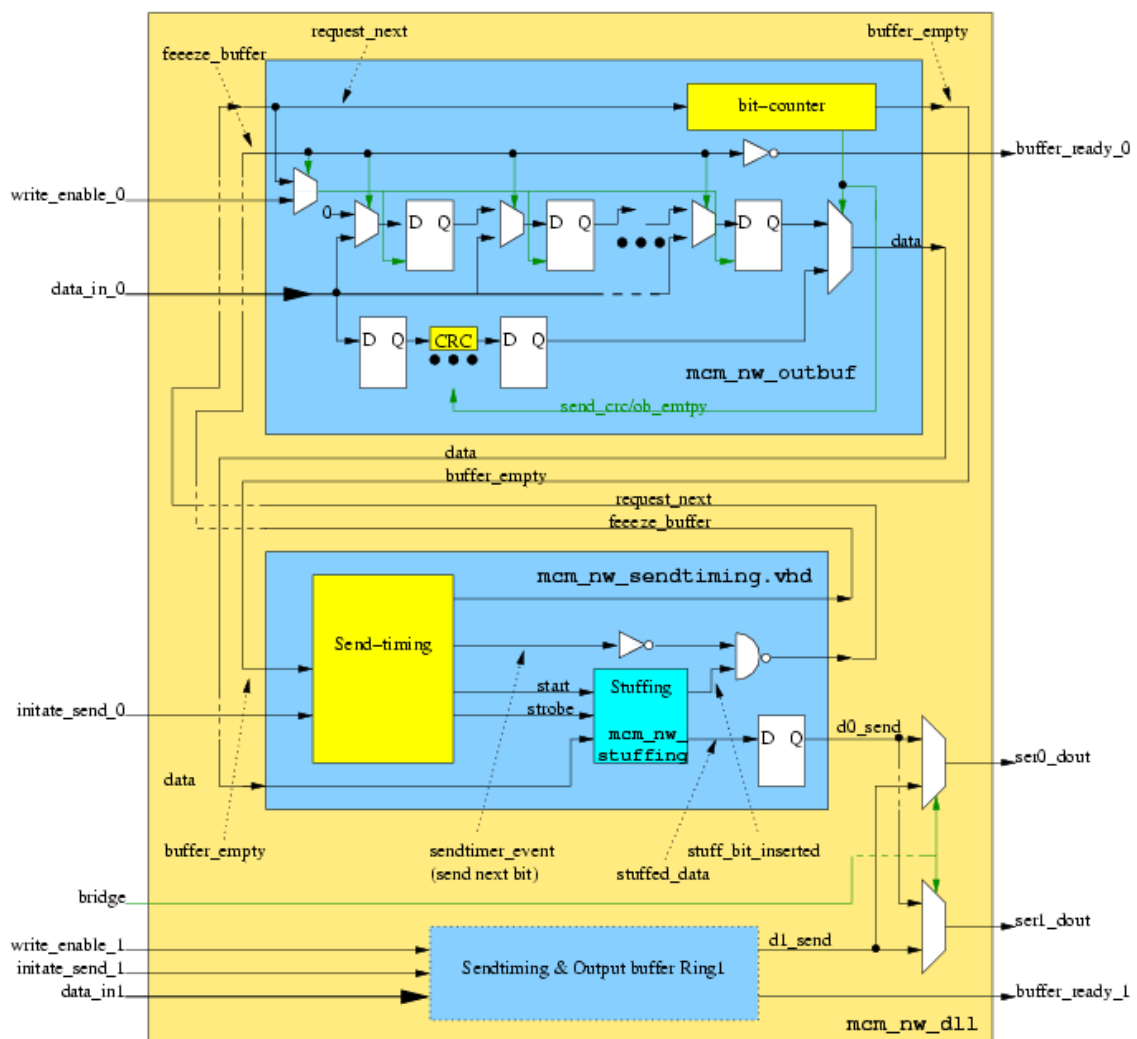 request_next
buffer_empty
feeeze_buffer
bit-counter
buffer_ready_0
write_enable_0
0
D Q
D Q
D Q
data
data_in_0
D Q
CRC
D Q
mcm_nw_outbuf
send_crc/ob_emtpy
data
buffer_empty
request_next
feeeze_buffer
mcm_nw_sendtiming.vhd
Send-timing
start
Stuffing
initate_send_0
strobe
d0_send
mcm_nw_
stuffing
D Q
ser0_dout
data
buffer_empty
sendtimer_event
(send next bit)
stuff_bit_inserted
stuffed_data
bridge
ser1_dout
write_enable_1
d1_send
initate_send_1
Sendtiming & Output buffer Ring1
data_in1
buffer_ready_1
mcm_nw_dll